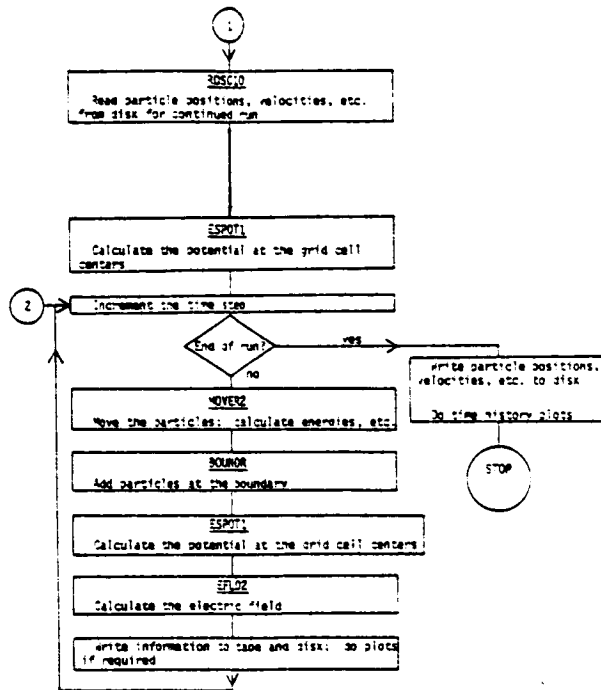 1
RDSC10
Read particle positions, velocities, etc.
from disk for continued run
ESPOT1
Calculate the potential at the grid cell
centers
2
Increment the time step
End of run?
yes
no
Write particle positions,
velocities, etc. to disk
Do time history plots
STOP
MOVER2
Move the particles: calculate energies, etc.
BOUNDR
Add particles at the boundary
ESPOT1
Calculate the potential at the grid cell centers
EFLD2
Calculate the electric field
Write information to tape and disk: do plots
if required